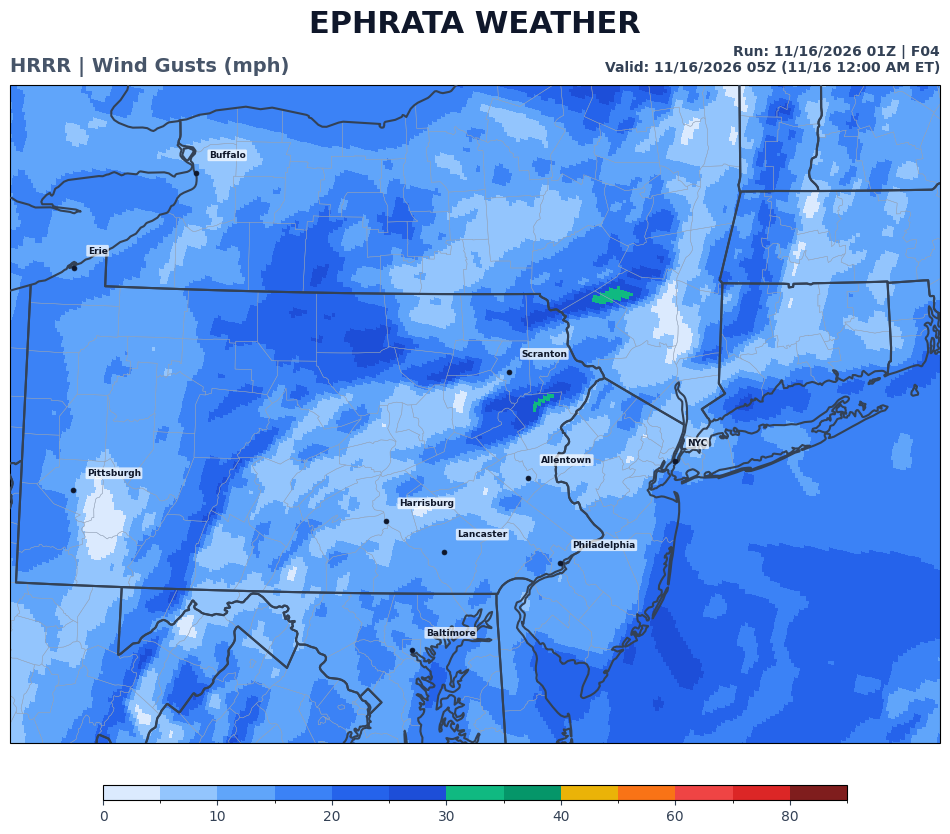 EPHRATA WEATHER
Run: 11/16/2026 01Z | F04
HRRR | Wind Gusts (mph)
Valid: 11/16/2026 05Z (11/16 12:00 AM ET)
Buffalo
Erie
Scranton
NYC
Allentown
Pittsburgh
Harrisburg
Lancaster
Philadelphia
Baltimore
0 10 20 30 40 60 80